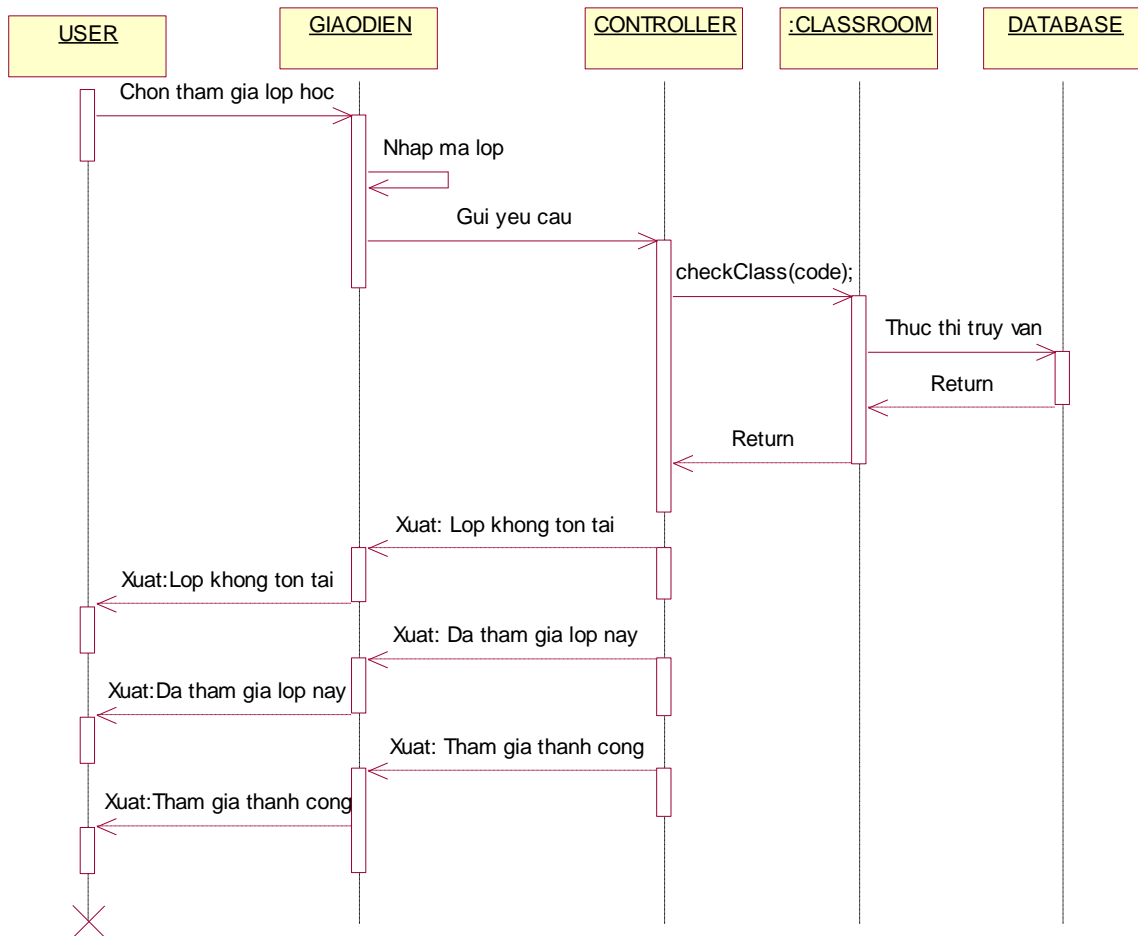 USER
GIAODIEN
CONTROLLER
:CLASSROOM
DATABASE
Chon tham gia lop hoc
Nhap ma lop
Gui yeu cau
checkClass(code);
Thuc thi truy van
Return
Return
Xuat: Lop khong ton tai
Xuat:Lop khong ton tai
Xuat: Da tham gia lop nay
Xuat:Da tham gia lop nay
Xuat: Tham gia thanh cong
Xuat:Tham gia thanh cong